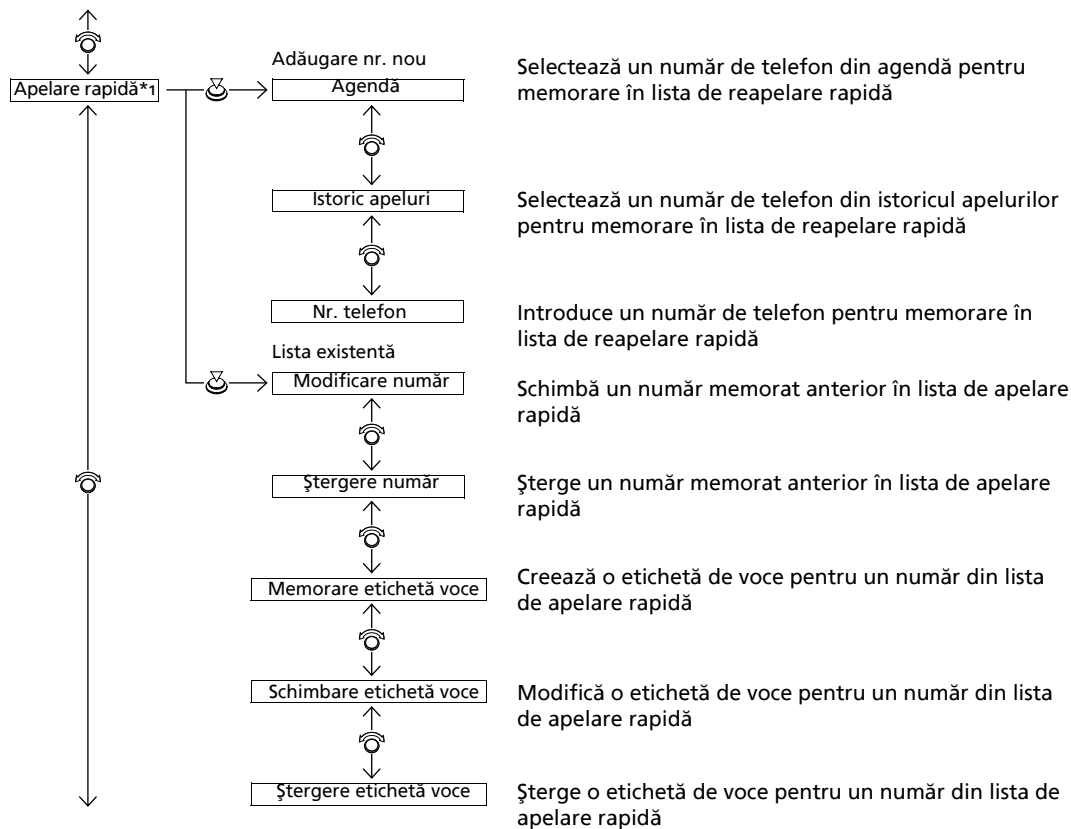 Apelare rapidă*1
Adăugare nr. nou
Agendă
Selectează un număr de telefon din agendă pentru
memorare în lista de reapelare rapidă
Istoric apeluri
Selectează un număr de telefon din istoricul apelurilor
pentru memorare în lista de reapelare rapidă
Nr. telefon
Introduce un număr de telefon pentru memorare în
lista de reapelare rapidă
Lista existentă
Modificare număr
Schimbă un număr memorat anterior în lista de apelare
rapidă
Ştergere număr
Şterge un număr memorat anterior în lista de apelare
rapidă
Memorare etichetă voce
Creează o etichetă de voce pentru un număr din lista
de apelare rapidă
Schimbare etichetă voce
Modifică o etichetă de voce pentru un număr din lista
de apelare rapidă
Ştergere etichetă voce
Şterge o etichetă de voce pentru un număr din lista de
apelare rapidă